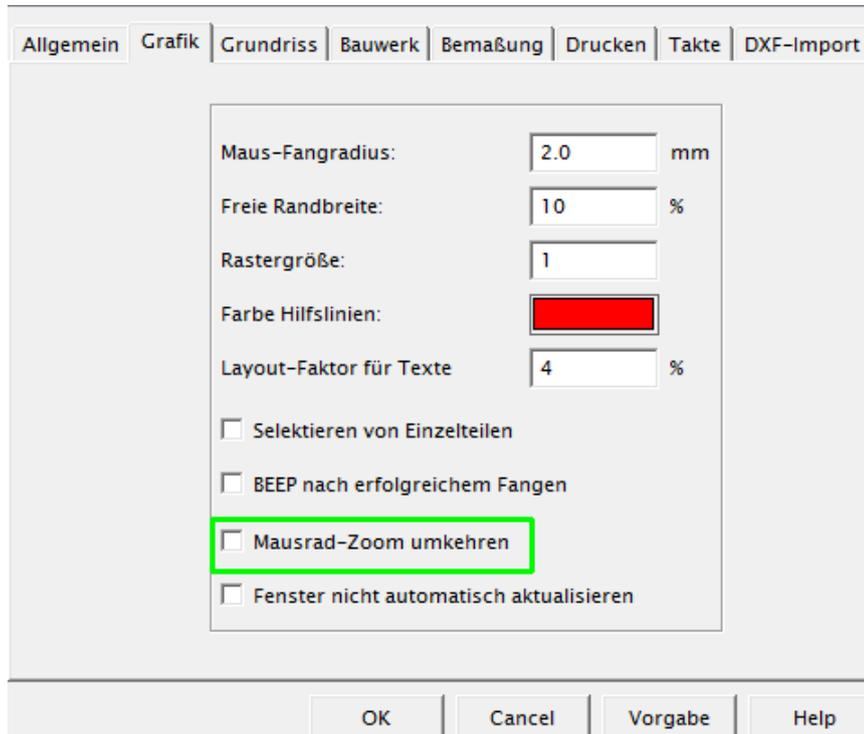 Allgemein Grafik Grundriss Bauwerk Bemaßung Drucken Takte DXF-Import
Maus-Fangradius: 2.0 mm
Freie Randbreite: 10 %
Rastergröße: 1
Farbe Hilfslinien:
Layout-Faktor für Texte 4 %
Selektieren von Einzelteilen
BEEP nach erfolgreichem Fangen
Mausrad-Zoom umkehren
Fenster nicht automatisch aktualisieren
OK Cancel Vorgabe Help